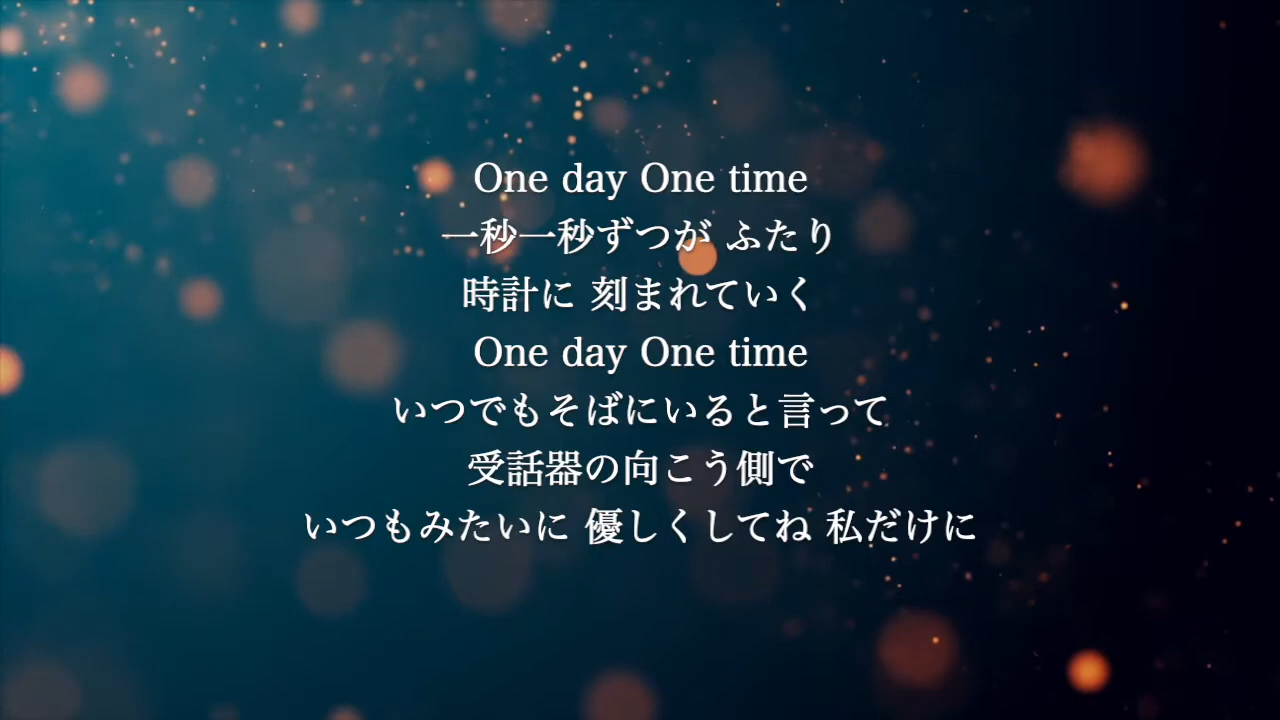 One day One time
一秒一秒ずつが ふたり
時計に 刻まれていく
One day One time
いつでもそばにいると言って
受話器の向こう側で
いつもみたいに 優しくしてね 私だけに